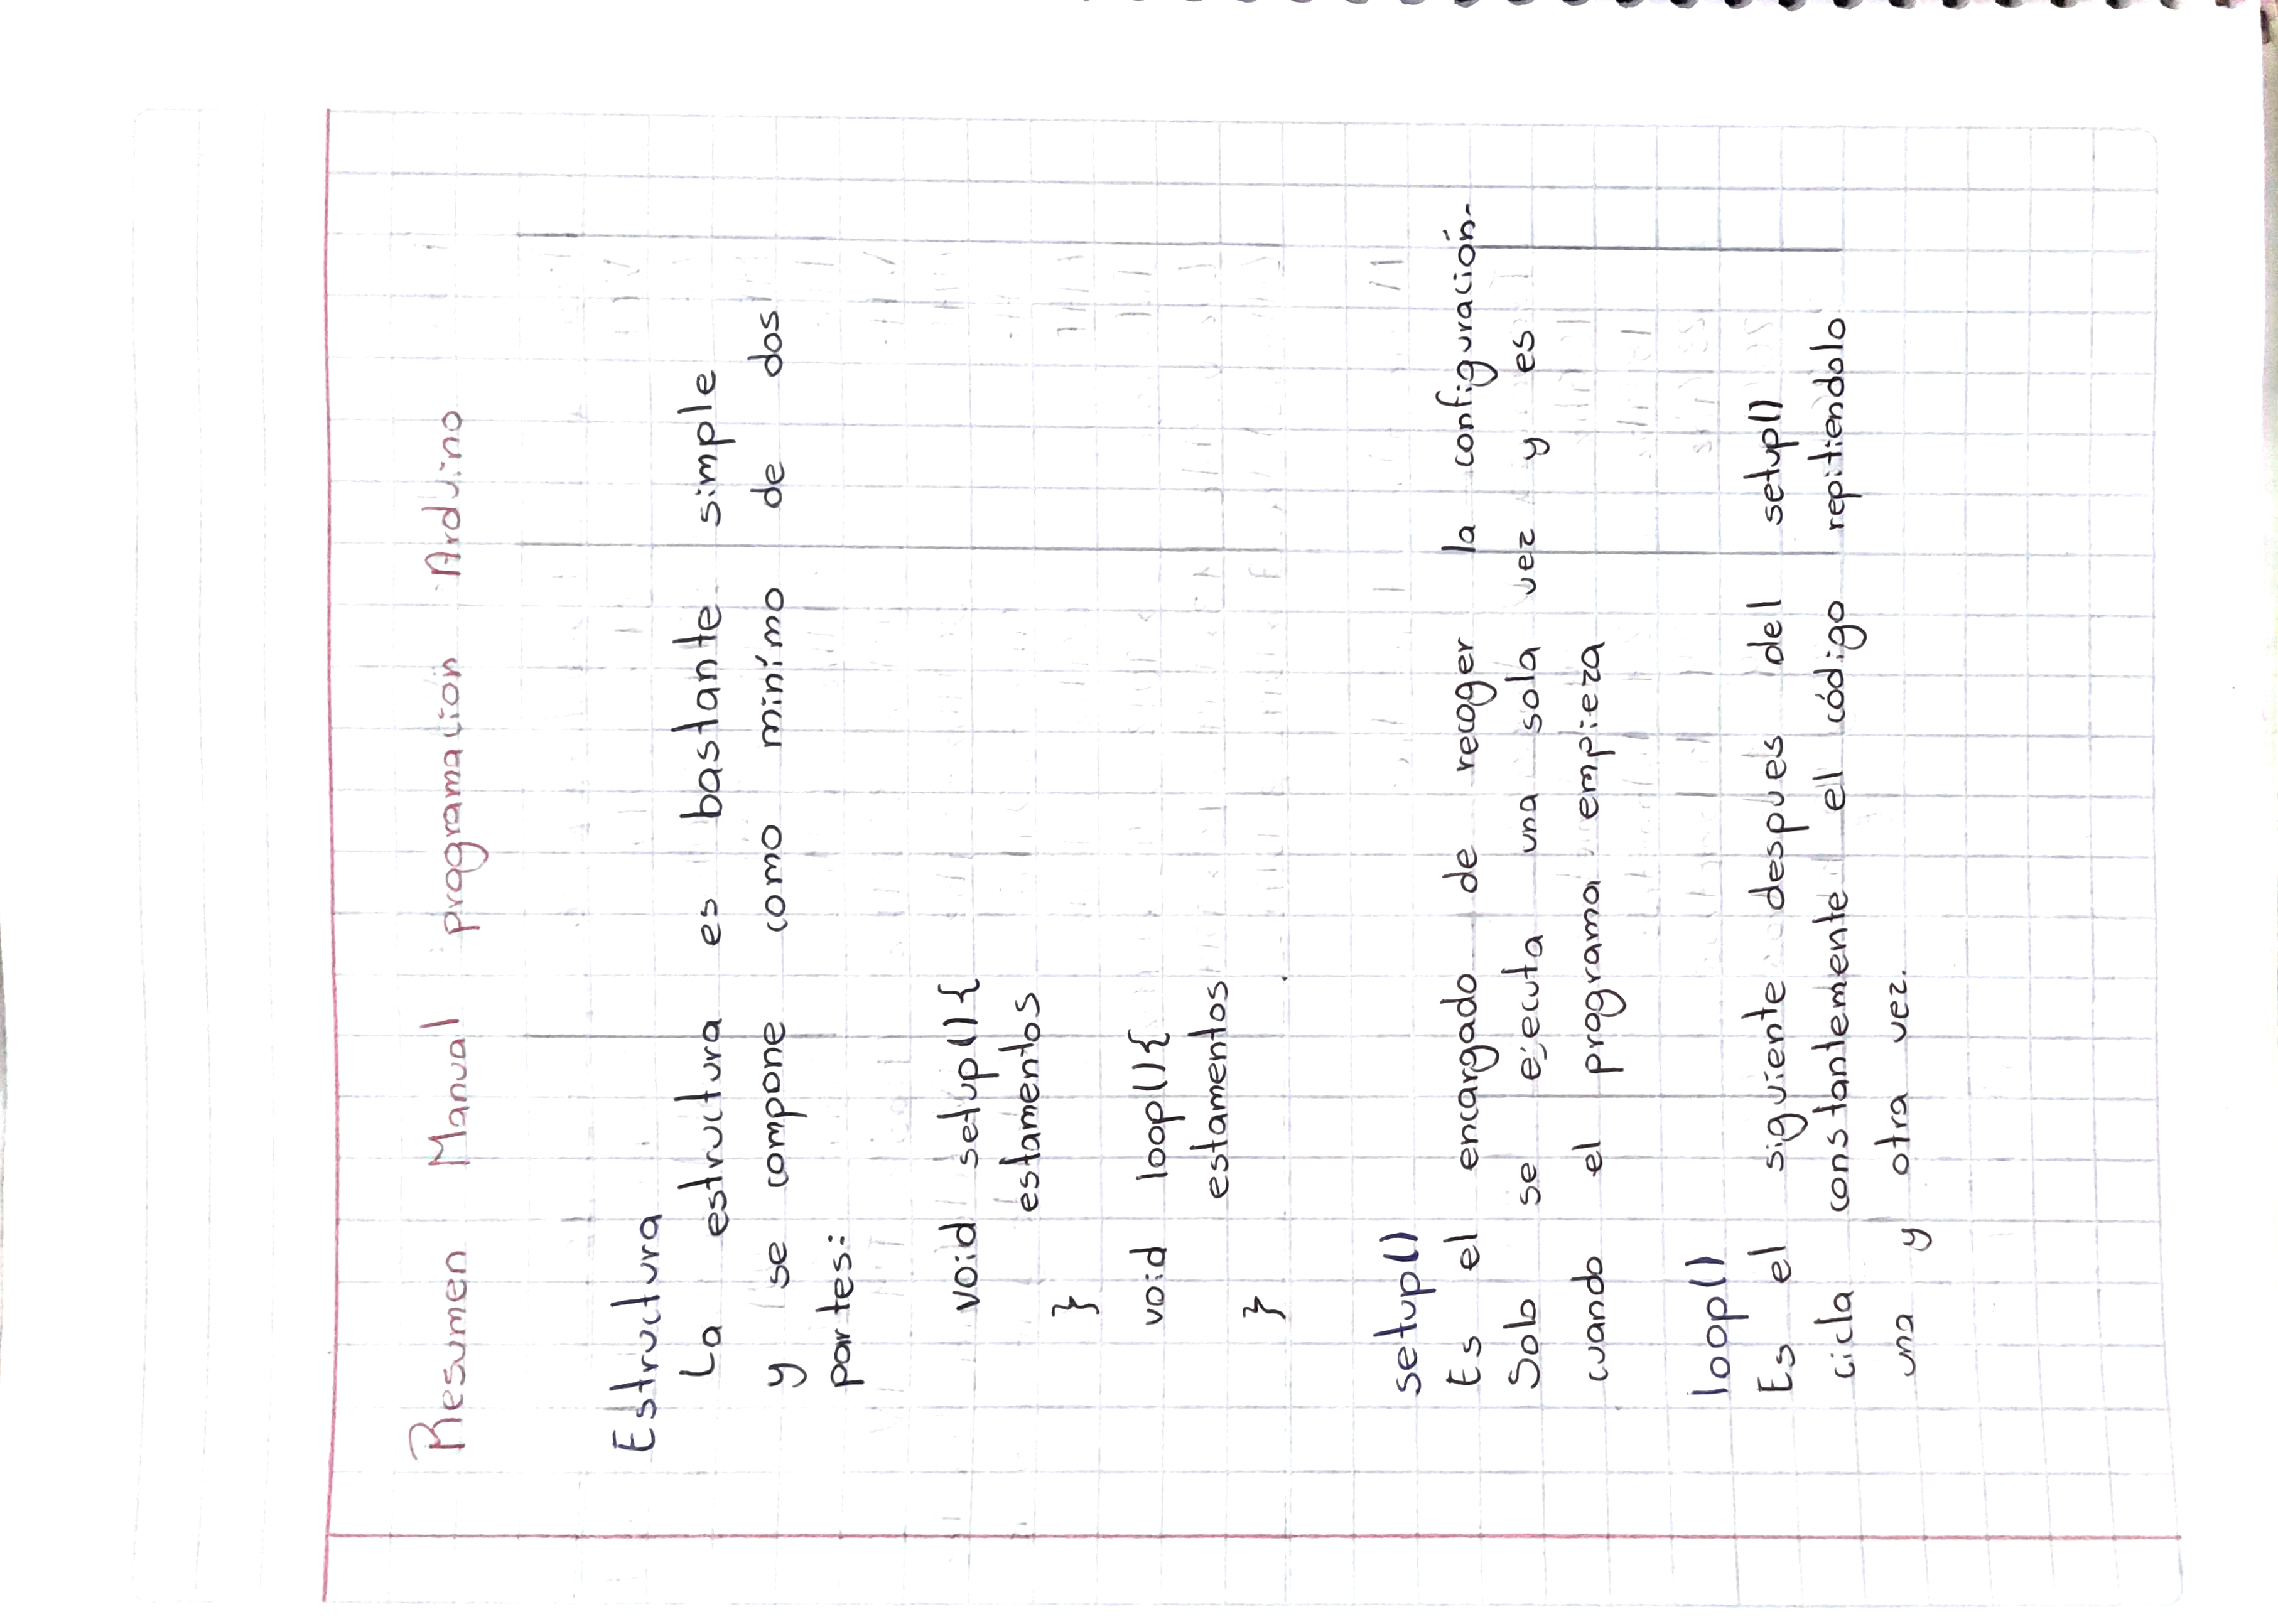 Resumen Manual programación Arduino
Estructura
La estructura es bastante simple
y se compone como minímo de dos
partes:
void setup(){
estamentos
}
void loop(){
estamentos
}
setup()
Es el encargado de recoger la configuración.
Solo se ejecuta una sola vez y es
cuando el programa empieza
loop()
Es el siguiente despues del setup()
cicla constantemente el código repitiendolo
una y otra vez.